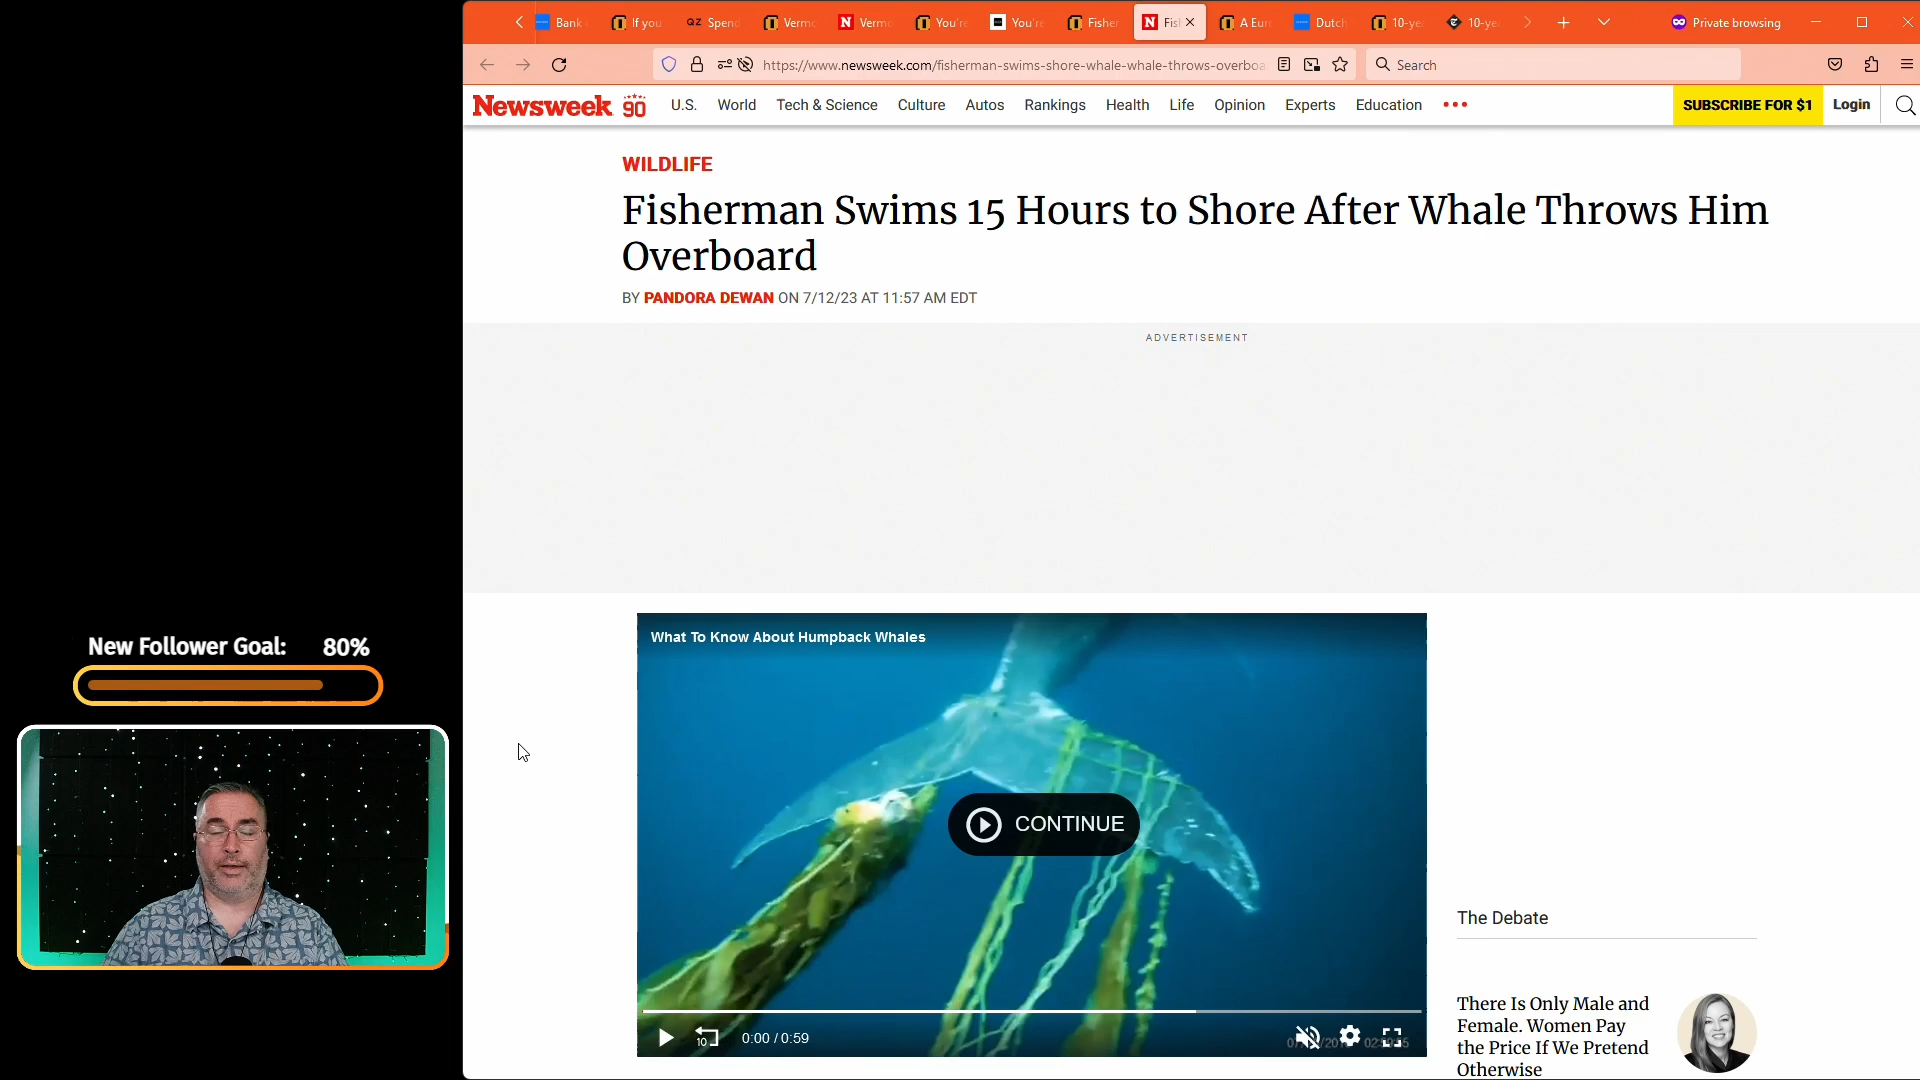 Bank
If you
QZ Spend
Vermo
N Vermo
You're
You're
Fisher
N Fis
A Eur
Dutch
10-ye
10-ye
Private browsing
https://www.newsweek.com/fisherman-swims-shore-whale-whale-throws-overboa
Search
Newsweek 90
U.S.
World
Tech & Science
Culture
Autos
Rankings
Health
Life
Opinion
Experts
Education
SUBSCRIBE FOR $1
Login
WILDLIFE
Fisherman Swims 15 Hours to Shore After Whale Throws Him
Overboard
BY PANDORA DEWAN ON 7/12/23 AT 11:57 AM EDT
ADVERTISEMENT
New Follower Goal: 80%
What To Know About Humpback Whales
CONTINUE
10
0:00 / 0:59
The Debate
There Is Only Male and
Female. Women Pay
the Price If We Pretend
Otherwise